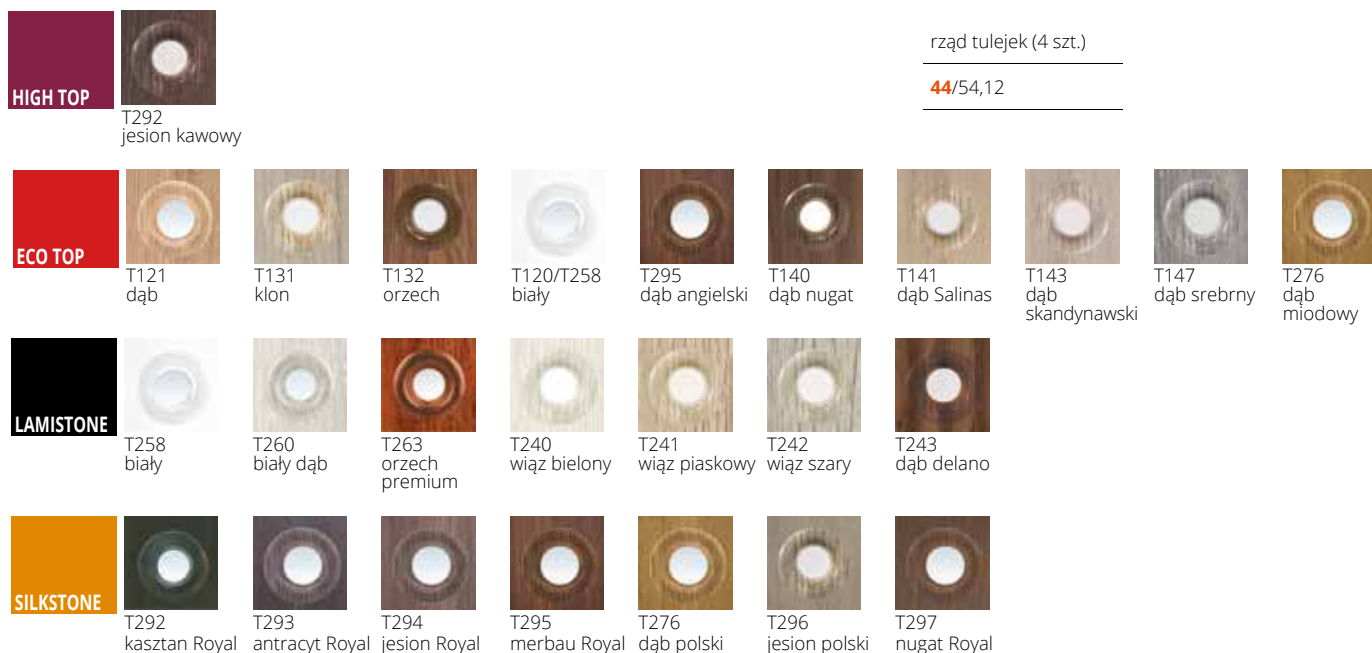 HIGH TOP
T292
jesion kawowy
rząd tulejek (4 szt.)
44/54,12
ECO TOP
T121
dąb
T131
klon
T132
orzech
T120/T258
biały
T295
dąb angielski
T140
dąb nugat
T141
dąb Salinas
T143
dąb
skandynawski
T147
dąb srebrny
T276
dąb
miodowy
LAMISTONE
T258
biały
T260
biały dąb
T263
orzech
premium
T240
wiąz bielony
T241
wiąz piaskowy
T242
wiąz szary
T243
dąb delano
SILKSTONE
T292
kasztan Royal
T293
antracyt Royal
T294
jesion Royal
T295
merbau Royal
T276
dąb polski
T296
jesion polski
T297
nugat Royal